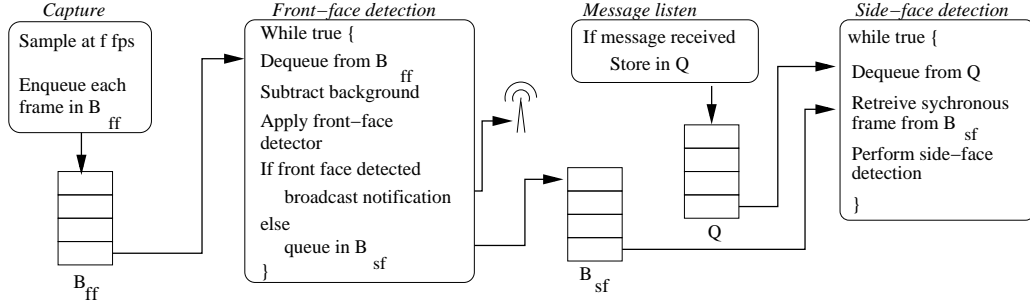 Capture
Sample at f fps
Enqueue each
frame in B ff
B ff
Front-face detection
While true {
Dequeue from B ff
Subtract background
Apply front-face
detector
If front face detected
broadcast notification
else
queue in B sf
}
B sf
Message listen
If message received
Store in Q
Q
Side-face detection
while true {
Dequeue from Q
Retreive sychronous
frame from B sf
Perform side-face
detection
}